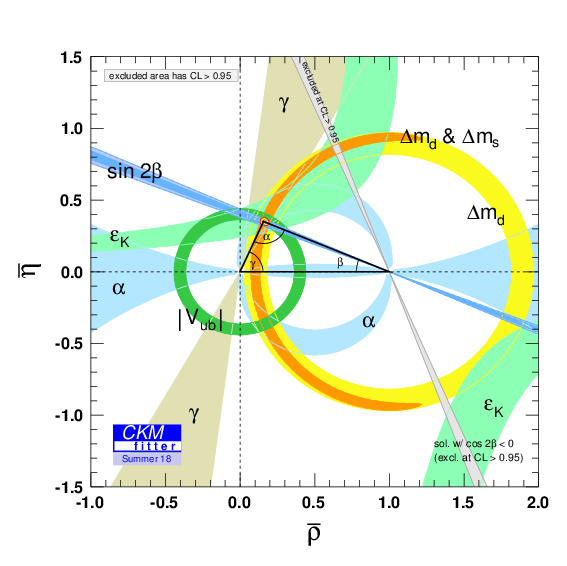 1.5
excluded area has CL > 0.95
excluded at CL > 0.95
γ
1.0
Δm_d & Δm_s
sin 2β
0.5
Δm_d
ε_K
α
η̅
0.0
γ
β
α
|V_ub|
α
-0.5
ε_K
γ
-1.0
CKM
fitter
Summer 18
sol. w/ cos 2β < 0
(excl. at CL > 0.95)
-1.5
-1.0 -0.5 0.0 0.5 1.0 1.5 2.0
ρ̅